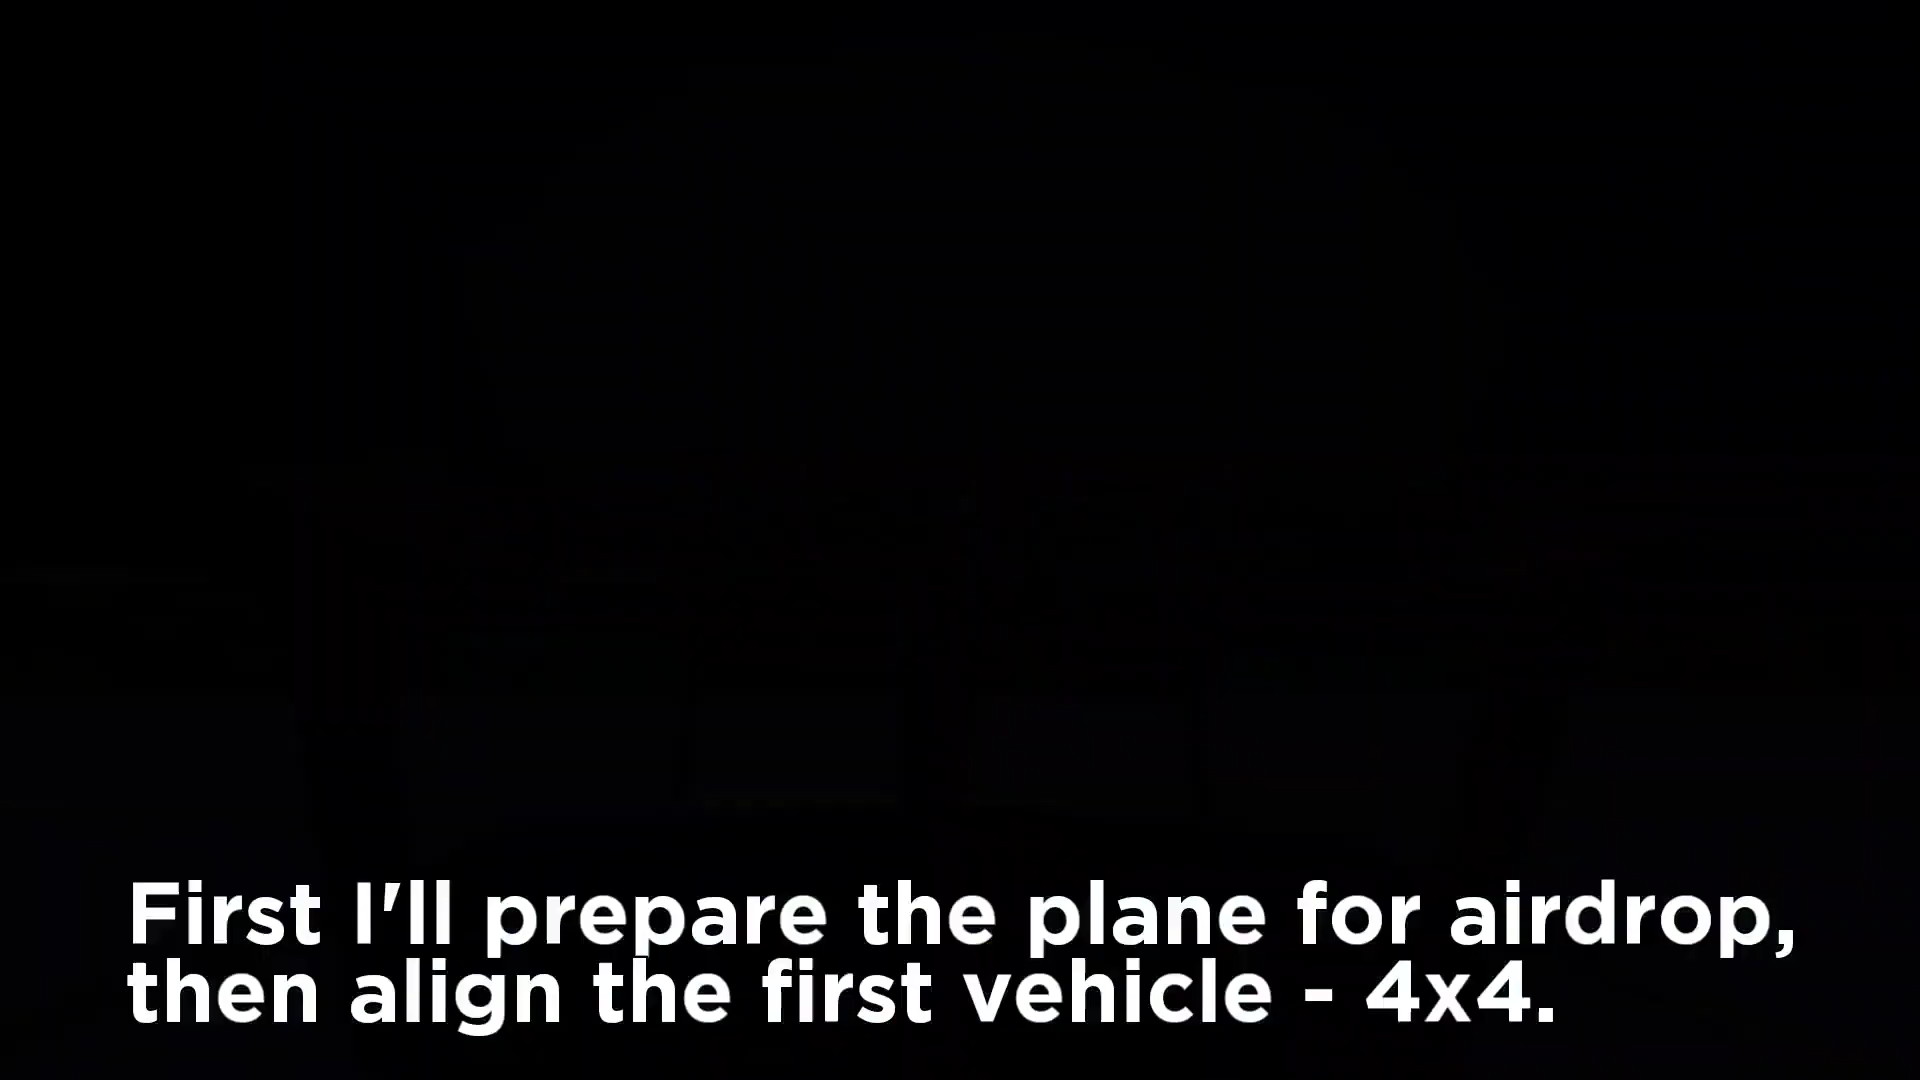 First I'll prepare the plane for airdrop,
then align the first vehicle - 4x4.